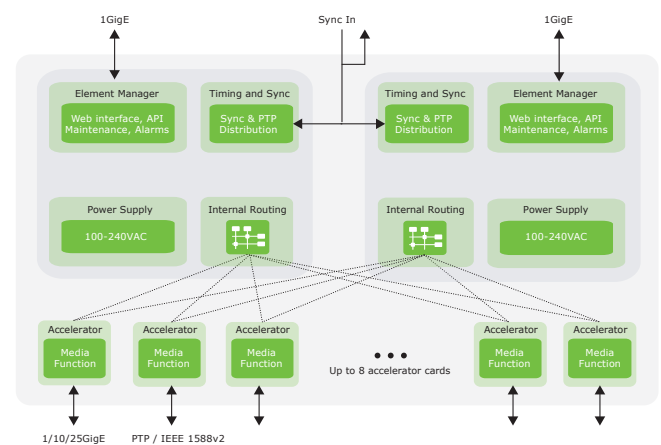 1GigE
Sync In
1GigE
Element Manager
Web interface, API
Maintenance, Alarms
Timing and Sync
Sync & PTP
Distribution
Timing and Sync
Sync & PTP
Distribution
Element Manager
Web interface, API
Maintenance, Alarms
Power Supply
100-240VAC
Internal Routing
Internal Routing
Power Supply
100-240VAC
Accelerator
Media
Function
Accelerator
Media
Function
Accelerator
Media
Function
Up to 8 accelerator cards
Accelerator
Media
Function
Accelerator
Media
Function
1/10/25GigE
PTP / IEEE 1588v2